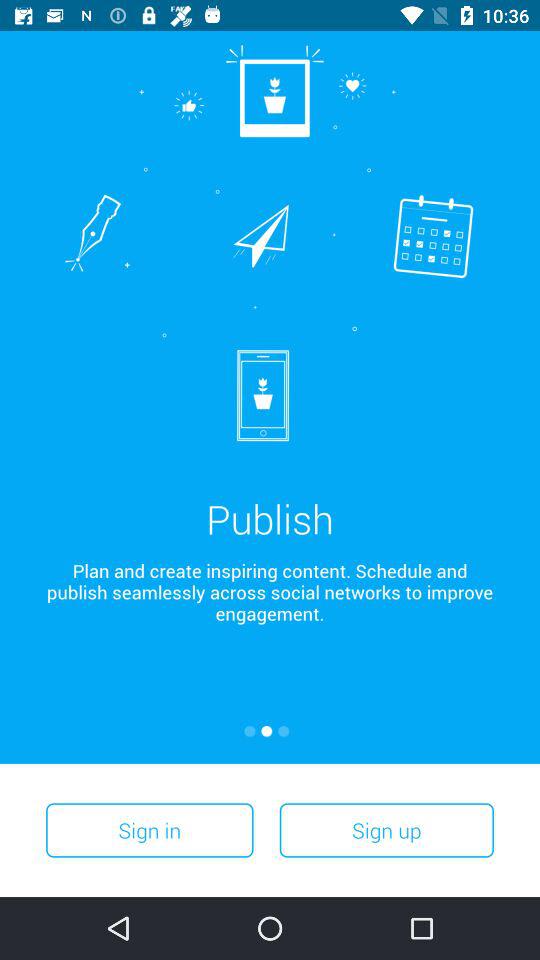 10:36
Publish
Plan and create inspiring content. Schedule and
publish seamlessly across social networks to improve
engagement.
Sign in
Sign up